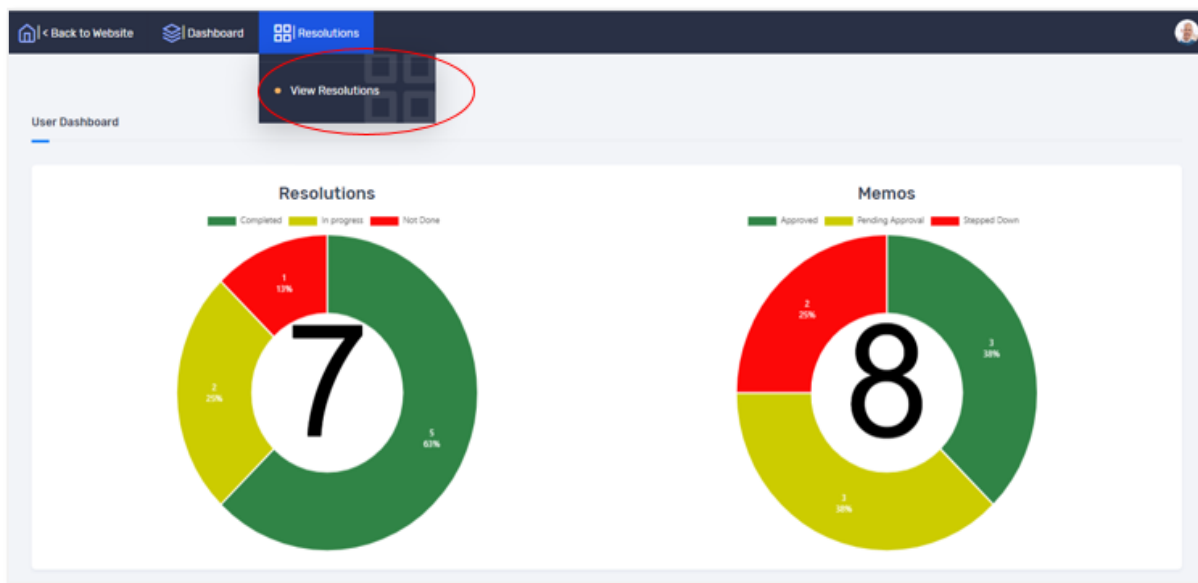 < Back to Website Dashboard Resolutions
View Resolutions
User Dashboard
Resolutions
Completed In progress Not Done
1
13%
2
25%
7
5
63%
Memos
Approved Pending Approval Stepped Down
2
25%
3
38%
8
3
38%